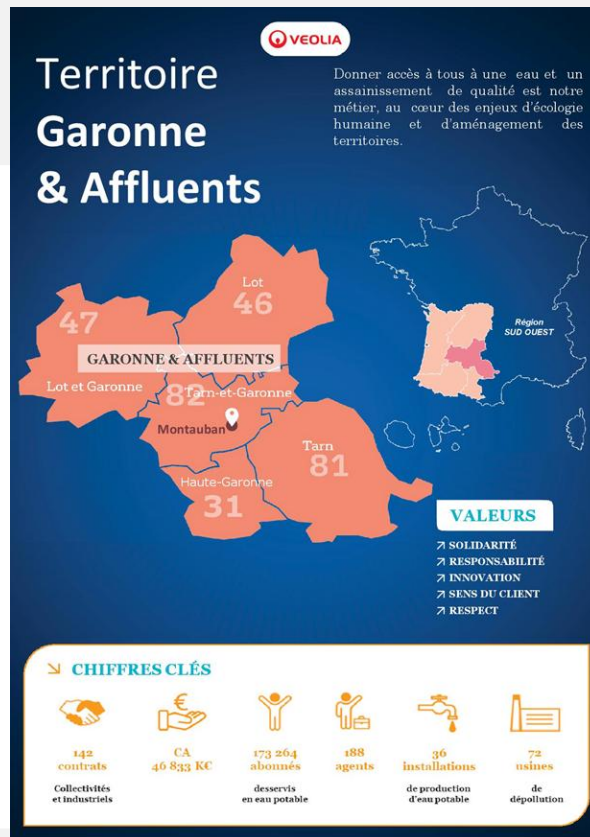 VEOLIA
Territoire
Garonne
& Affluents
Donner accès à tous à une eau et un
assainissement de qualité est notre
métier, au cœur des enjeux d'écologie
humaine et d'aménagement des
territoires.
Lot
46
47
GARONNE & AFFLUENTS
Lot et Garonne
82
Tarn-et-Garonne
Montauban
Tarn
81
Haute-Garonne
31
Région
SUD OUEST
VALEURS
SOLIDARITÉ
RESPONSABILITÉ
INNOVATION
SENS DU CLIENT
RESPECT
CHIFFRES CLÉS
142
contrats
Collectivités
et industriels
CA
46 833 K€
173 264
abonnés
desservis
en eau potable
188
agents
36
installations
de production
d'eau potable
72
usines
de
dépollution